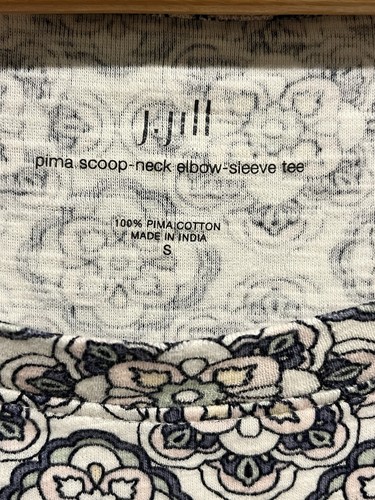 J.Jill
pima scoop-neck elbow-sleeve tee
100% PIMA COTTON
MADE IN INDIA
S